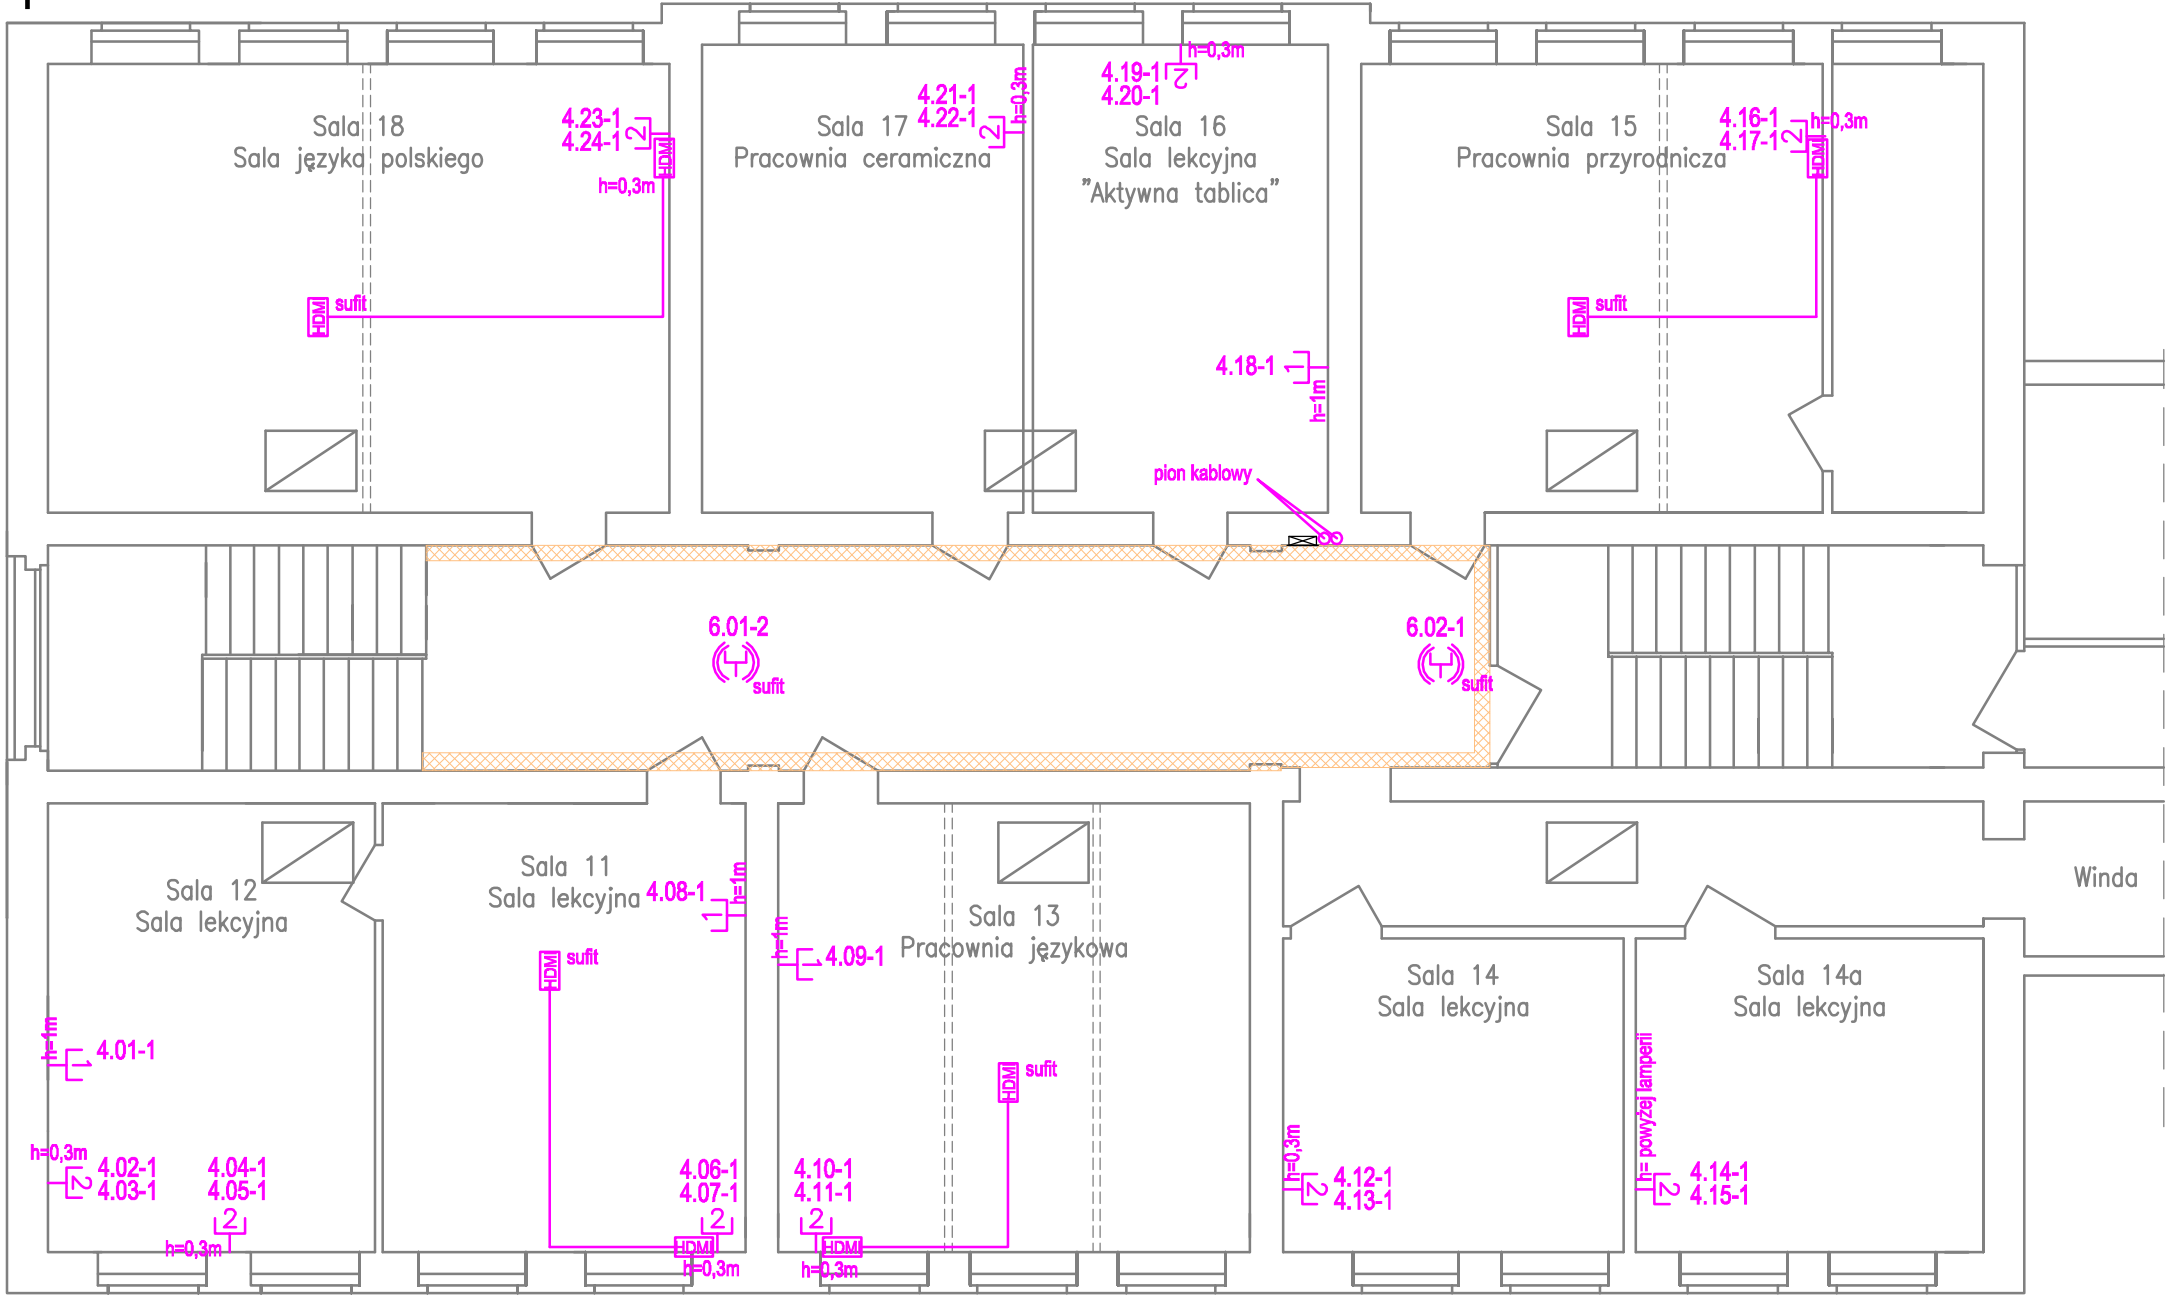 Sala 18
Sala języka polskiego
4.23-1
4.24-1
2
HDMI
h=0,3m
HDMI
sufit
Sala 17
Pracownia ceramiczna
4.21-1
4.22-1
2
h=0,3m
Sala 16
Sala lekcyjna
"Aktywna tablica"
4.19-1
4.20-1
2
h=0,3m
4.18-1
1
h=1m
pion kablowy
Sala 15
Pracownia przyrodnicza
4.16-1
4.17-1
2
h=0,3m
HDMI
HDMI
sufit
6.01-2
sufit
6.02-1
sufit
Sala 12
Sala lekcyjna
h=1m
1
4.01-1
h=0,3m
2
4.02-1
4.03-1
4.04-1
4.05-1
2
h=0,3m
Sala 11
Sala lekcyjna
4.08-1
1
h=1m
HDMI
sufit
4.06-1
4.07-1
2
HDMI
h=0,3m
Sala 13
Pracownia językowa
h=1m
1
4.09-1
HDMI
sufit
4.10-1
4.11-1
2
HDMI
h=0,3m
Sala 14
Sala lekcyjna
h=0,3m
2
4.12-1
4.13-1
Sala 14a
Sala lekcyjna
h= powyżej lamperii
2
4.14-1
4.15-1
Winda